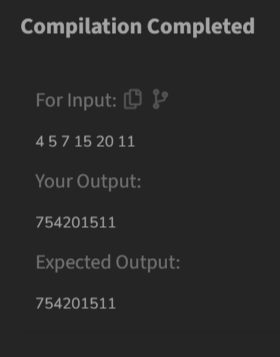 Compilation Completed
For Input:
4 5 7 15 20 11
Your Output:
754201511
Expected Output:
754201511